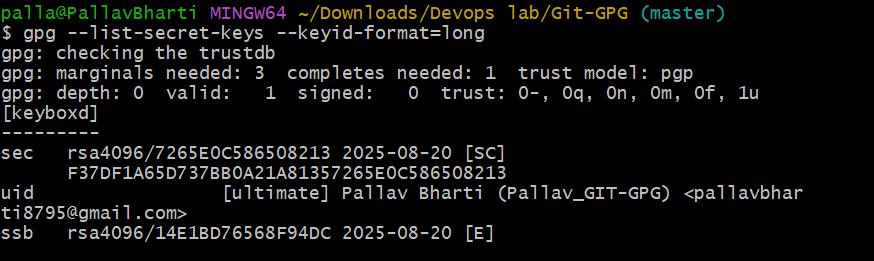 palla@PallavBharti MINGW64 ~/Downloads/Devops lab/Git-GPG (master)
$ gpg --list-secret-keys --keyid-format=long
gpg: checking the trustdb
gpg: marginals needed: 3  completes needed: 1  trust model: pgp
gpg: depth: 0  valid:   1  signed:   0  trust: 0-, 0q, 0n, 0m, 0f, 1u
[keyboxd]
---------
sec   rsa4096/7265E0C586508213 2025-08-20 [SC]
      F37DF1A65D737BB0A21A81357265E0C586508213
uid                 [ultimate] Pallav Bharti (Pallav_GIT-GPG) <pallavbhar
ti8795@gmail.com>
ssb   rsa4096/14E1BD76568F94DC 2025-08-20 [E]